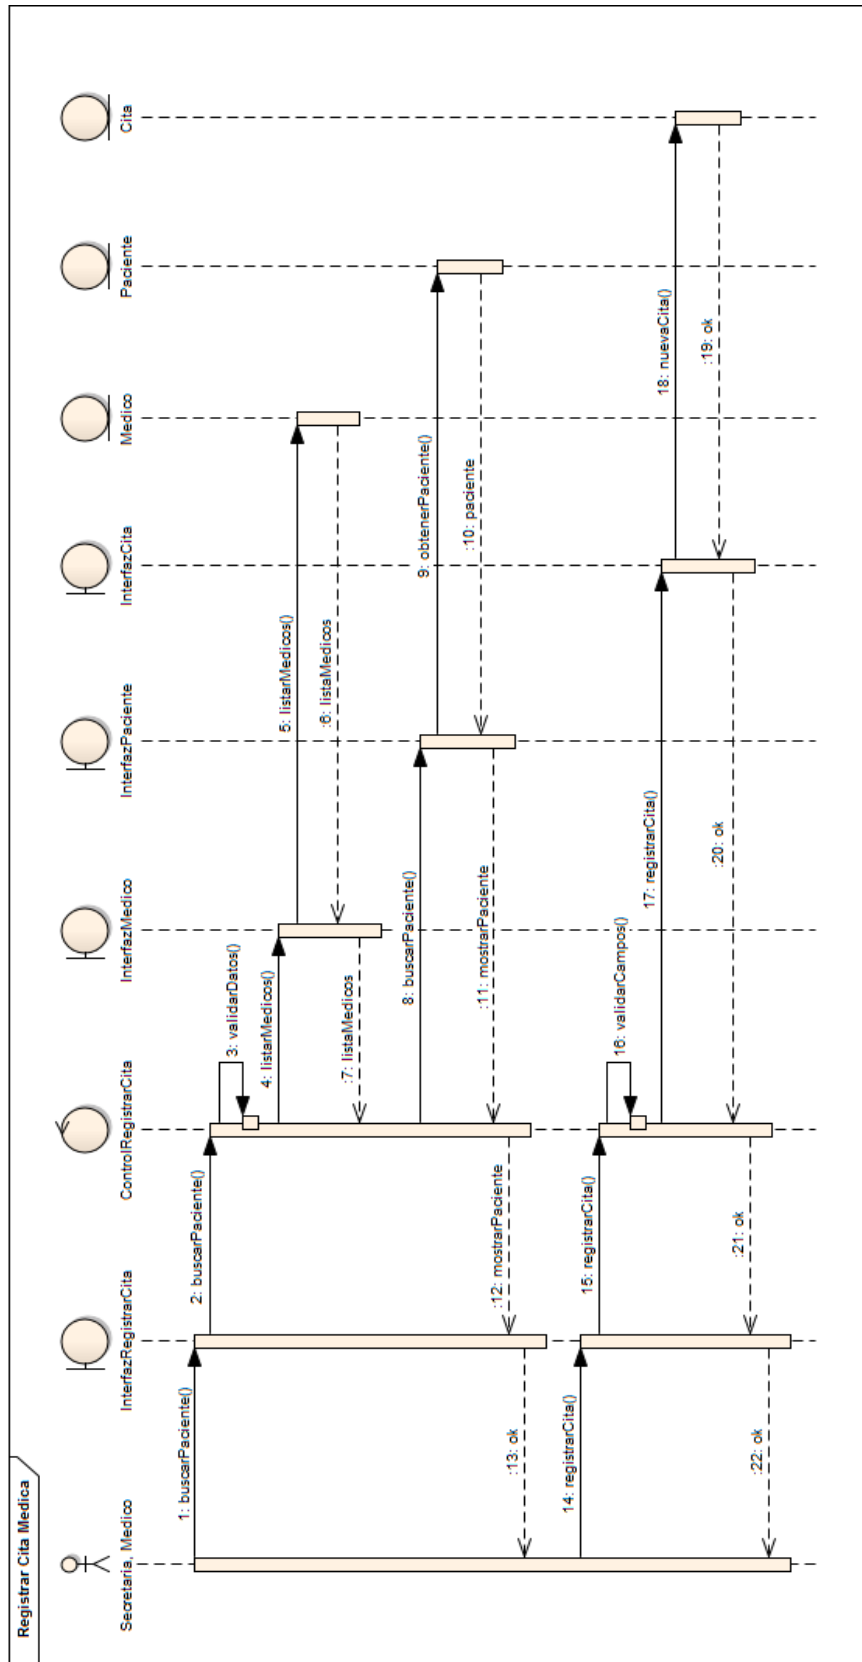 Registrar Cita Medica
Secretaria, Medico
InterfazRegistrarCita
ControlRegistrarCita
InterfazMedico
InterfazPaciente
InterfazCita
Medico
Paciente
Cita
1: buscarPaciente()
2: buscarPaciente()
3: validarDatos()
4: listarMedicos()
5: listarMedicos()
:6: listaMedicos
:7: listaMedicos
8: buscarPaciente()
9: obtenerPaciente()
:10: paciente
:11: mostrarPaciente
:12: mostrarPaciente
:13: ok
14: registrarCita()
15: registrarCita()
16: validarCampos()
17: registrarCita()
18: nuevaCita()
:19: ok
:20: ok
:21: ok
:22: ok